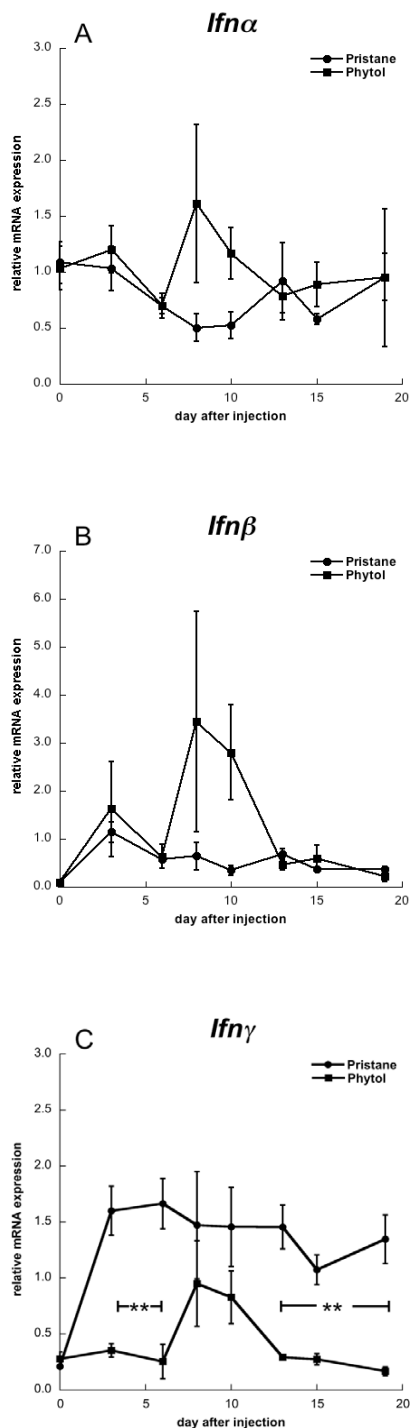 A
Ifnα
Pristane
Phytol
relative mRNA expression
3.0
2.5
2.0
1.5
1.0
0.5
0.0
0 5 10 15 20
day after injection
B
Ifnβ
Pristane
Phytol
relative mRNA expression
7.0
6.0
5.0
4.0
3.0
2.0
1.0
0.0
0 5 10 15 20
day after injection
C
Ifnγ
Pristane
Phytol
relative mRNA expression
3.0
2.5
2.0
1.5
1.0
0.5
0.0
** **
0 5 10 15 20
day after injection